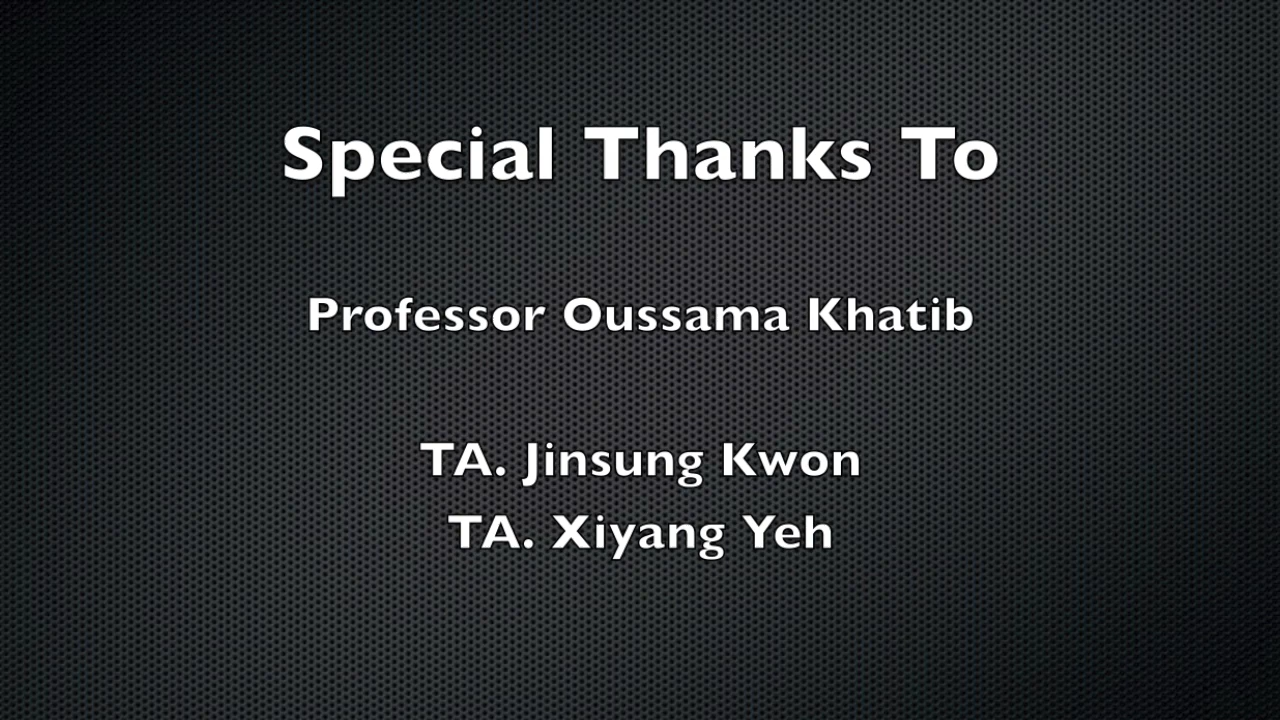 Special Thanks To
Professor Oussama Khatib
TA. Jinsung Kwon
TA. Xiyang Yeh